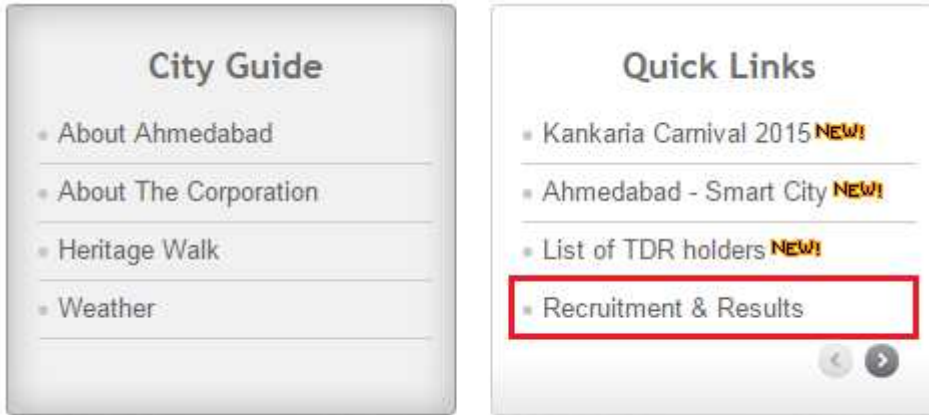 City Guide
About Ahmedabad
About The Corporation
Heritage Walk
Weather
Quick Links
Kankaria Carnival 2015 NEW!
Ahmedabad - Smart City NEW!
List of TDR holders NEW!
Recruitment & Results